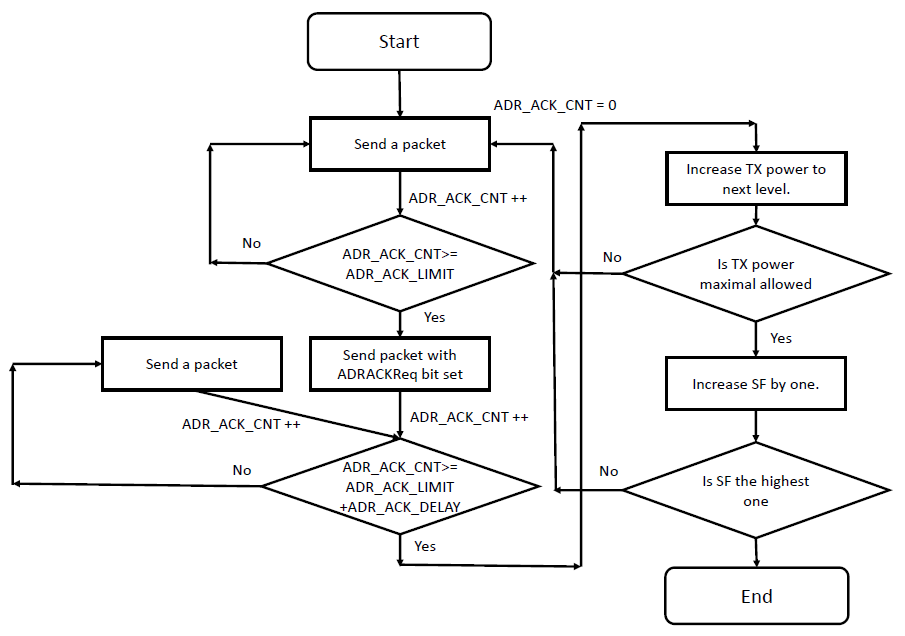 Start
ADR_ACK_CNT = 0
Send a packet
ADR_ACK_CNT ++
No
ADR_ACK_CNT>=
ADR_ACK_LIMIT
Yes
Send a packet
Send packet with
ADRACKReq bit set
ADR_ACK_CNT ++
ADR_ACK_CNT ++
No
ADR_ACK_CNT>=
ADR_ACK_LIMIT
+ADR_ACK_DELAY
Yes
Increase TX power to
next level.
No
Is TX power
maximal allowed
Yes
Increase SF by one.
No
Is SF the highest
one
End